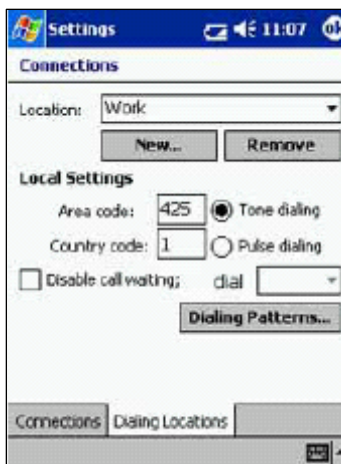 Settings 11:07 ok
Connections
Location: Work
New... Remove
Local Settings
Area code: 425 Tone dialing
Country code: 1 Pulse dialing
Disable call waiting; dial
Dialing Patterns...
Connections Dialing Locations